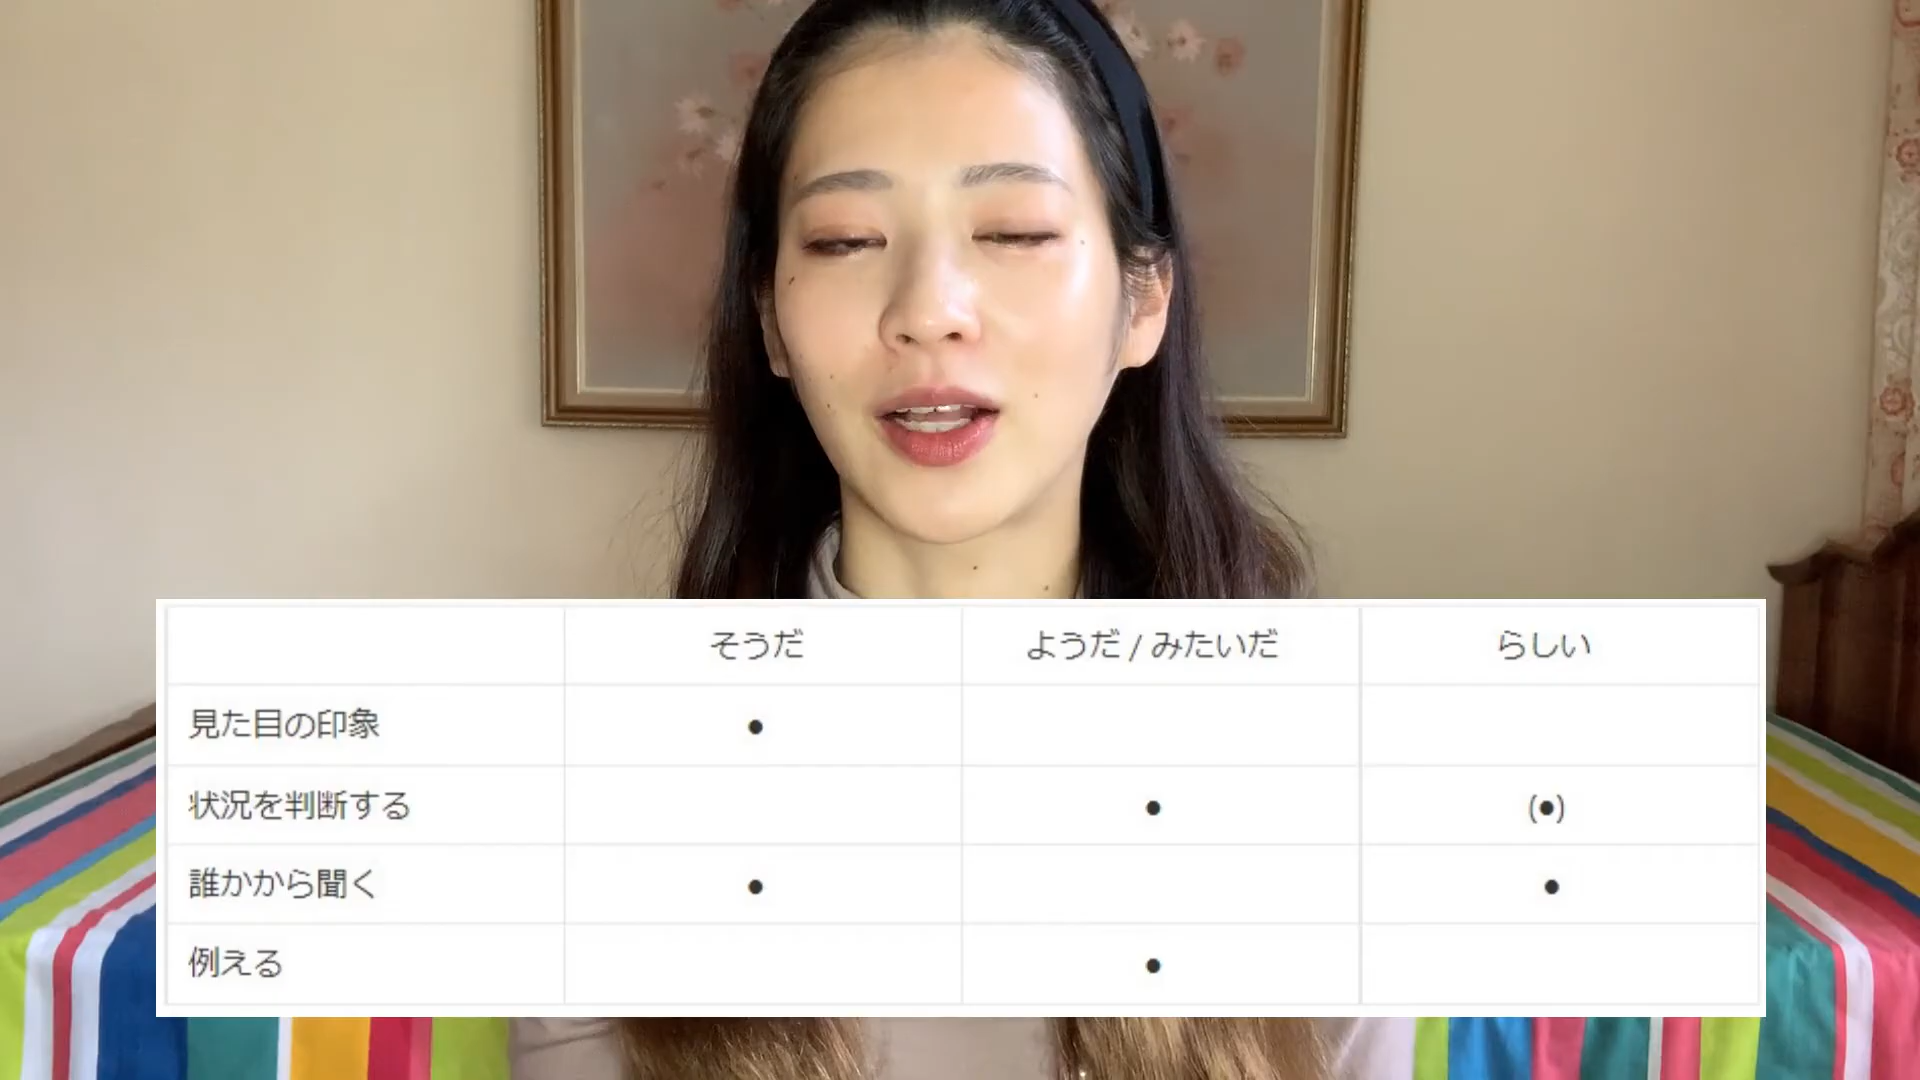 そうだ ようだ / みたいだ らしい
見た目の印象 ●
状況を判断する ● (●)
誰かから聞く ● ●
例える ●